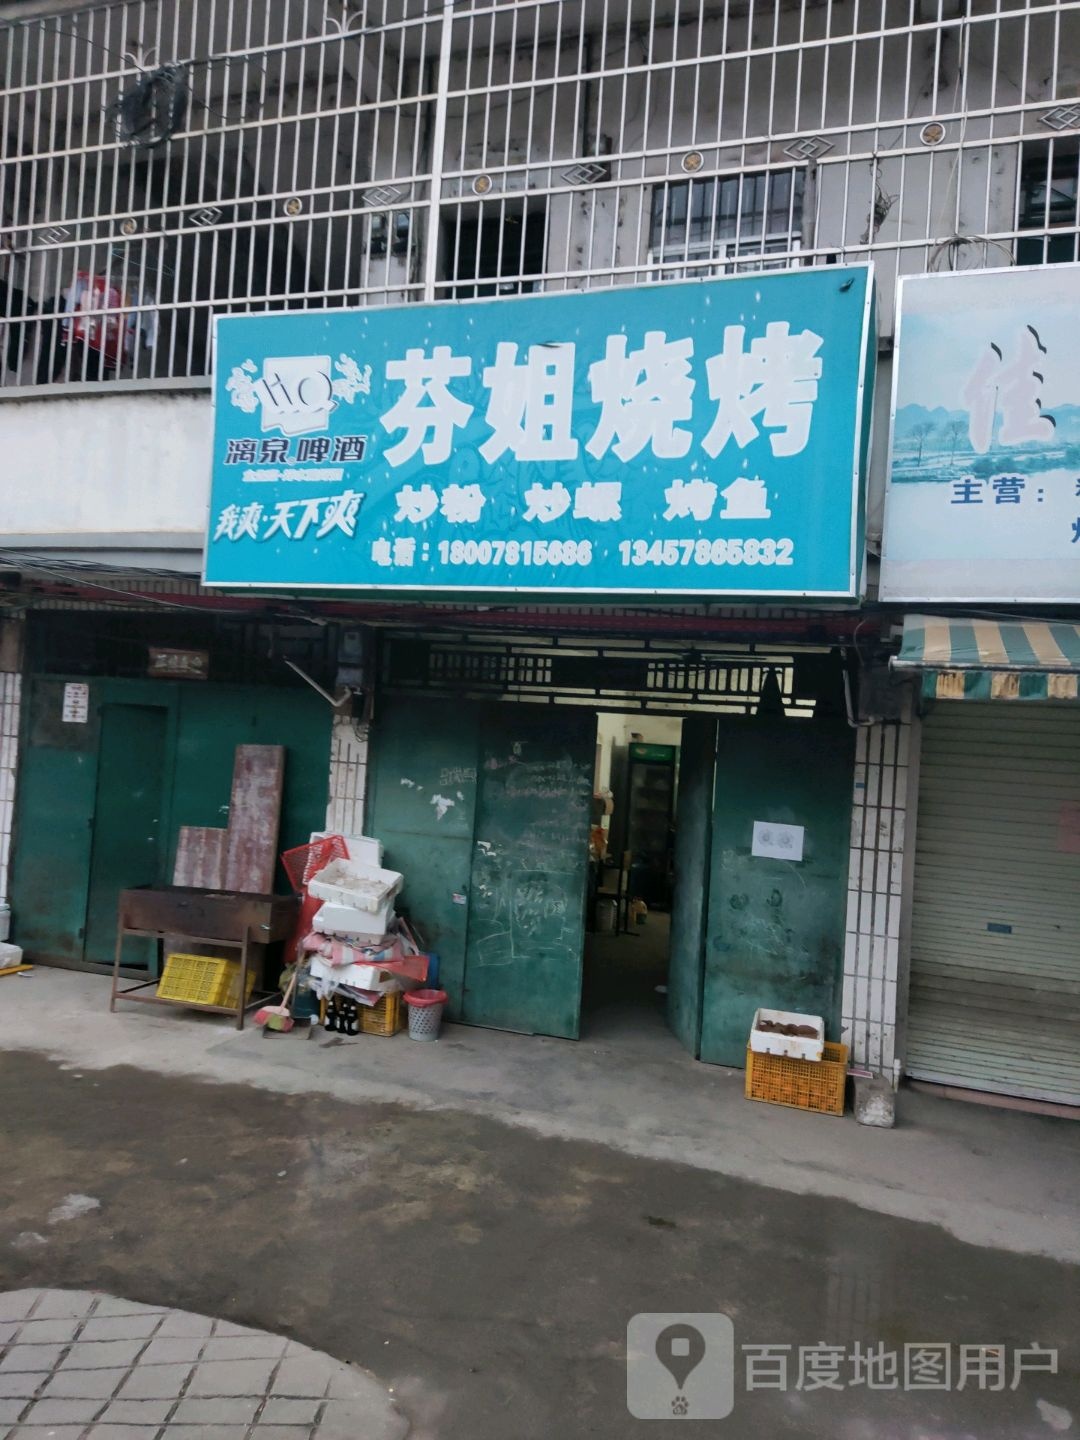 芬姐烧烤
漓泉 啤酒
我爽·天下爽
炒粉 炒螺 烤鱼
电话：18007815686 13457865832
佳
主营：
百度地图用户